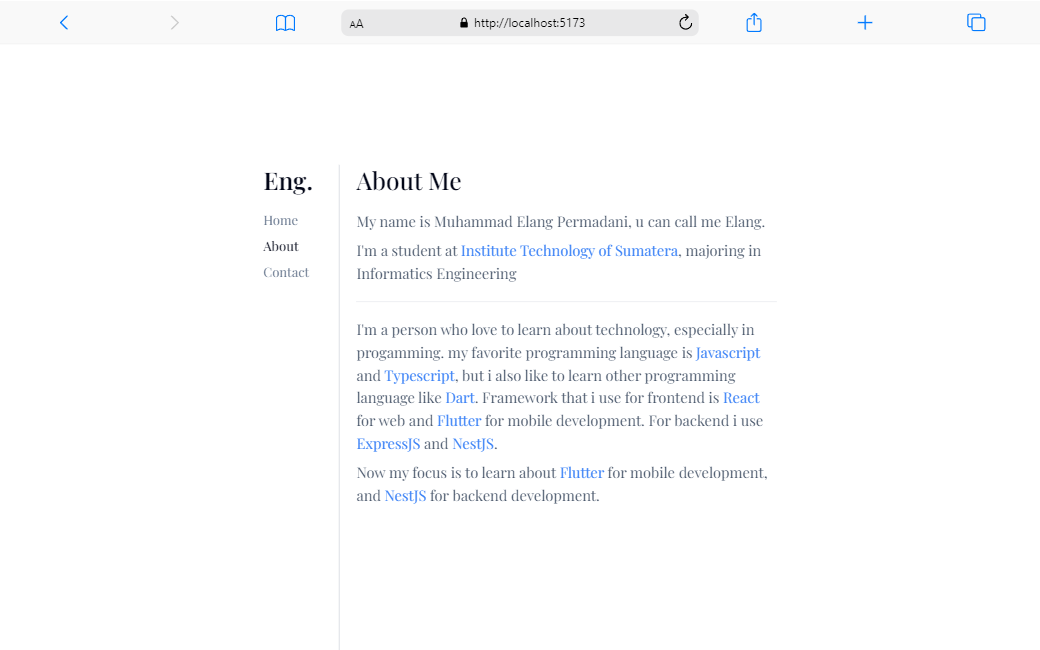 AA
http://localhost:5173
Eng.
Home
About
Contact
About Me
My name is Muhammad Elang Permadani, u can call me Elang.
I'm a student at Institute Technology of Sumatera, majoring in
Informatics Engineering
I'm a person who love to learn about technology, especially in
progamming. my favorite programming language is Javascript
and Typescript, but i also like to learn other programming
language like Dart. Framework that i use for frontend is React
for web and Flutter for mobile development. For backend i use
ExpressJS and NestJS.
Now my focus is to learn about Flutter for mobile development,
and NestJS for backend development.